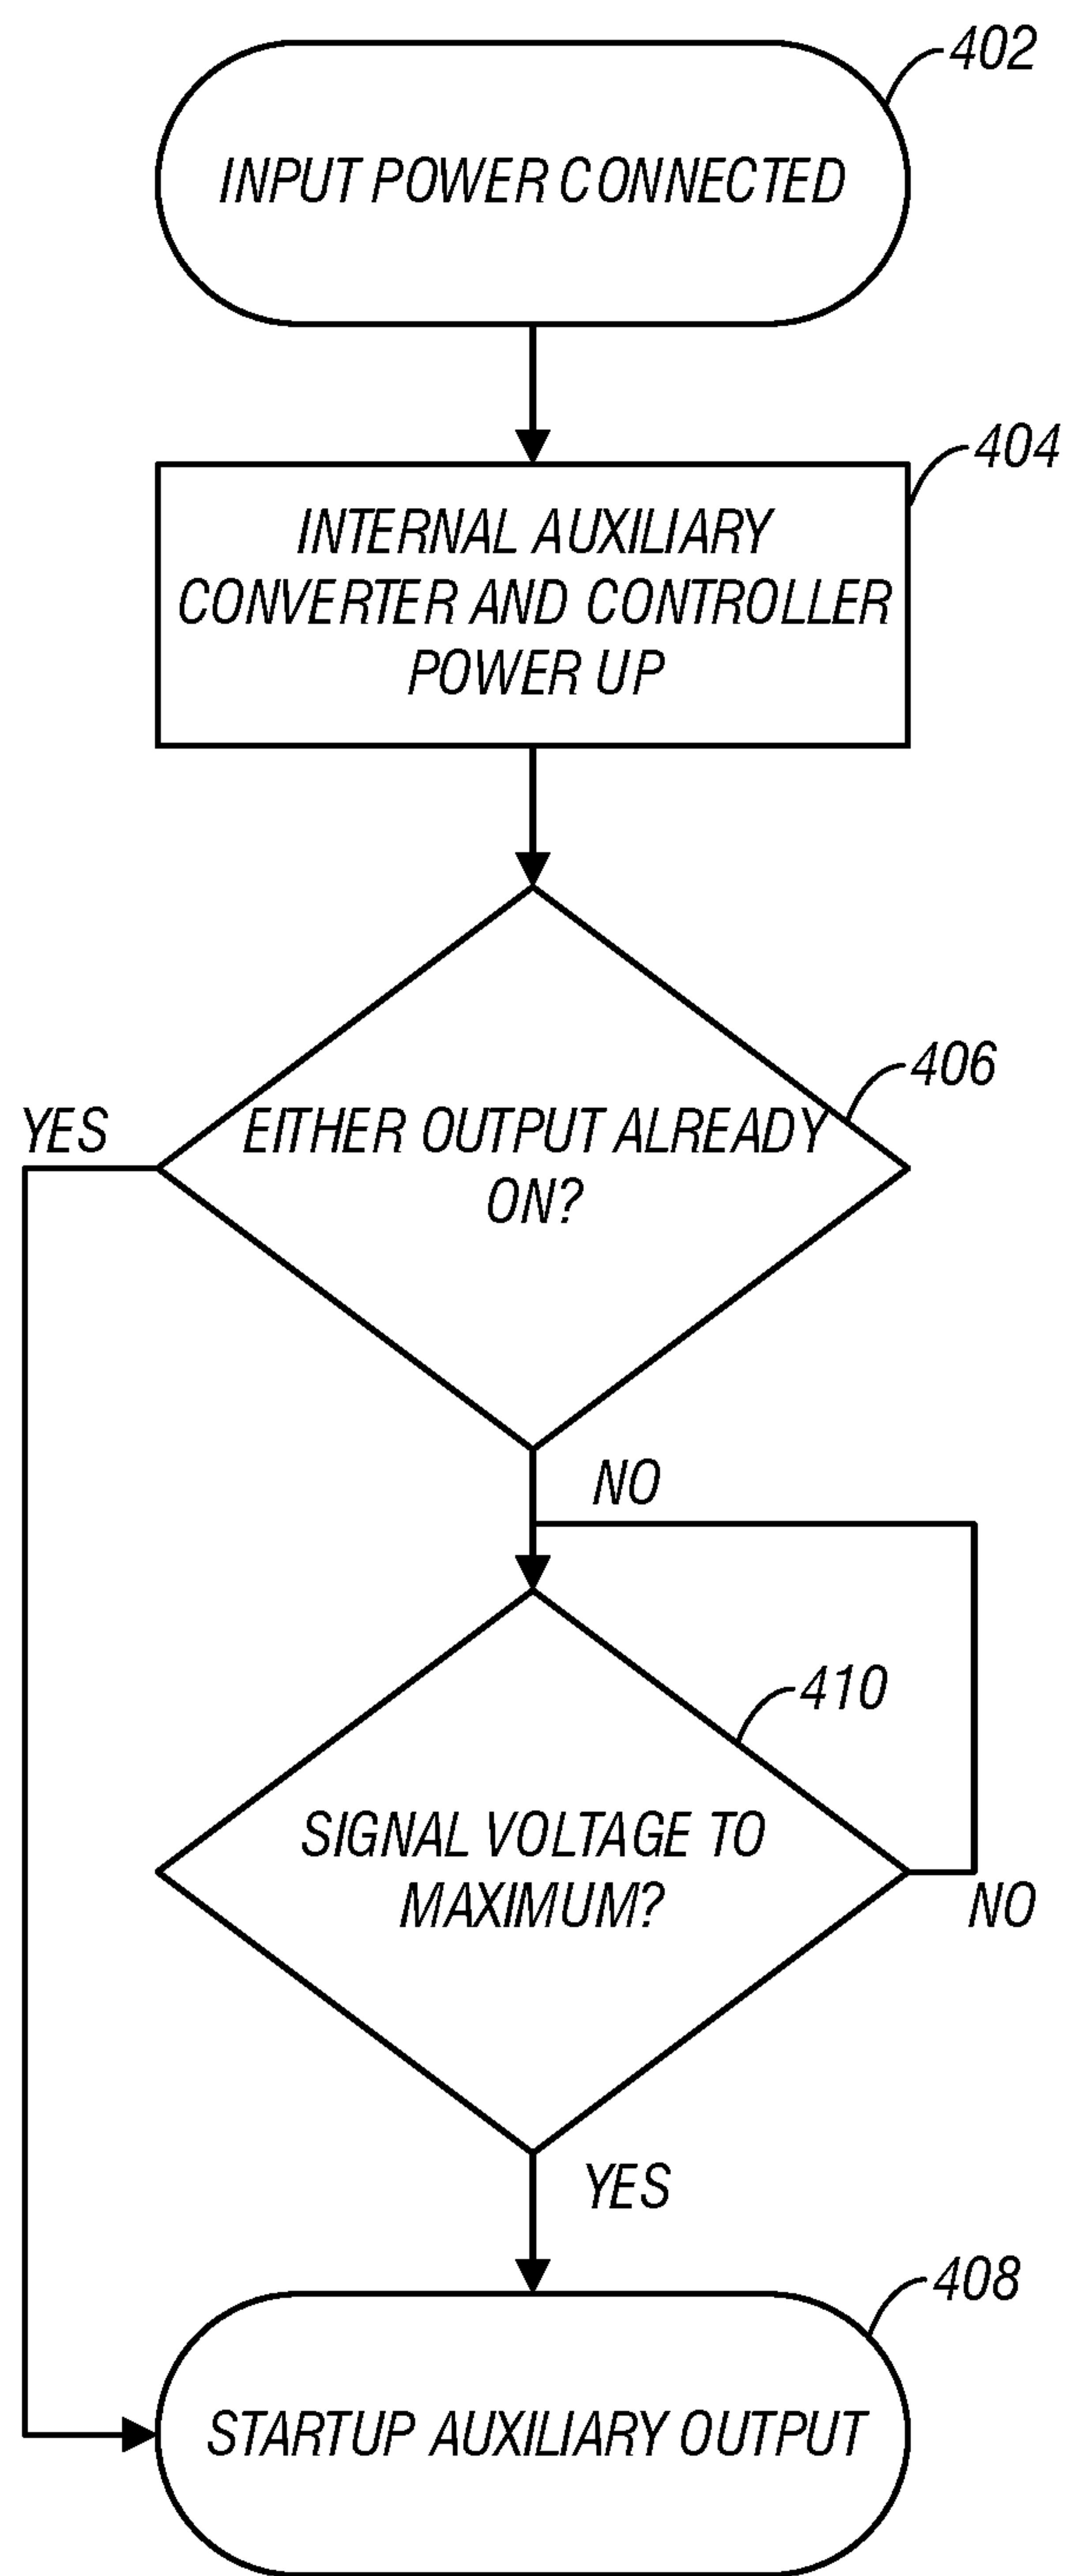 402
INPUT POWER CONNECTED
404
INTERNAL AUXILIARY
CONVERTER AND CONTROLLER
POWER UP
406
YES
EITHER OUTPUT ALREADY
ON?
NO
410
SIGNAL VOLTAGE TO
MAXIMUM?
NO
YES
408
STARTUP AUXILIARY OUTPUT